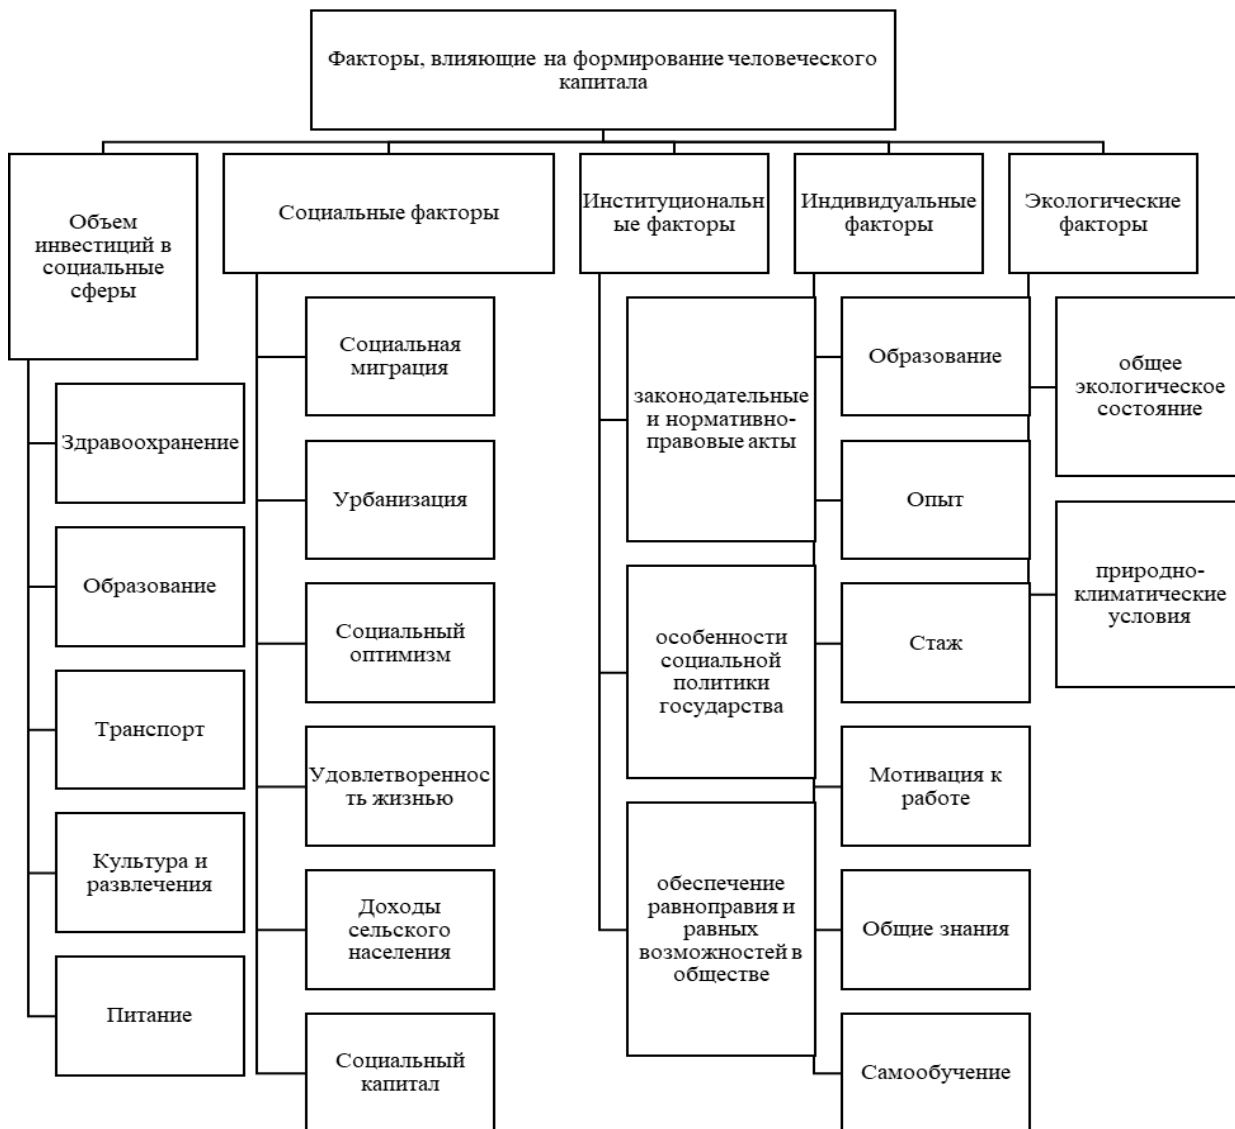 Факторы, влияющие на формирование человеческого
капитала
Объем
инвестиций в
социальные
сферы
Здравоохранение
Образование
Транспорт
Культура и
развлечения
Питание
Социальные факторы
Социальная
миграция
Урбанизация
Социальный
оптимизм
Удовлетвореннос
ть жизнью
Доходы
сельского
населения
Социальный
капитал
Институциональн
ые факторы
законодательные
и нормативно-
правовые акты
особенности
социальной
политики
государства
обеспечение
равноправия и
равных
возможностей в
обществе
Индивидуальные
факторы
Образование
Опыт
Стаж
Мотивация к
работе
Общие знания
Самообучение
Экологические
факторы
общее
экологическое
состояние
природно-
климатические
условия